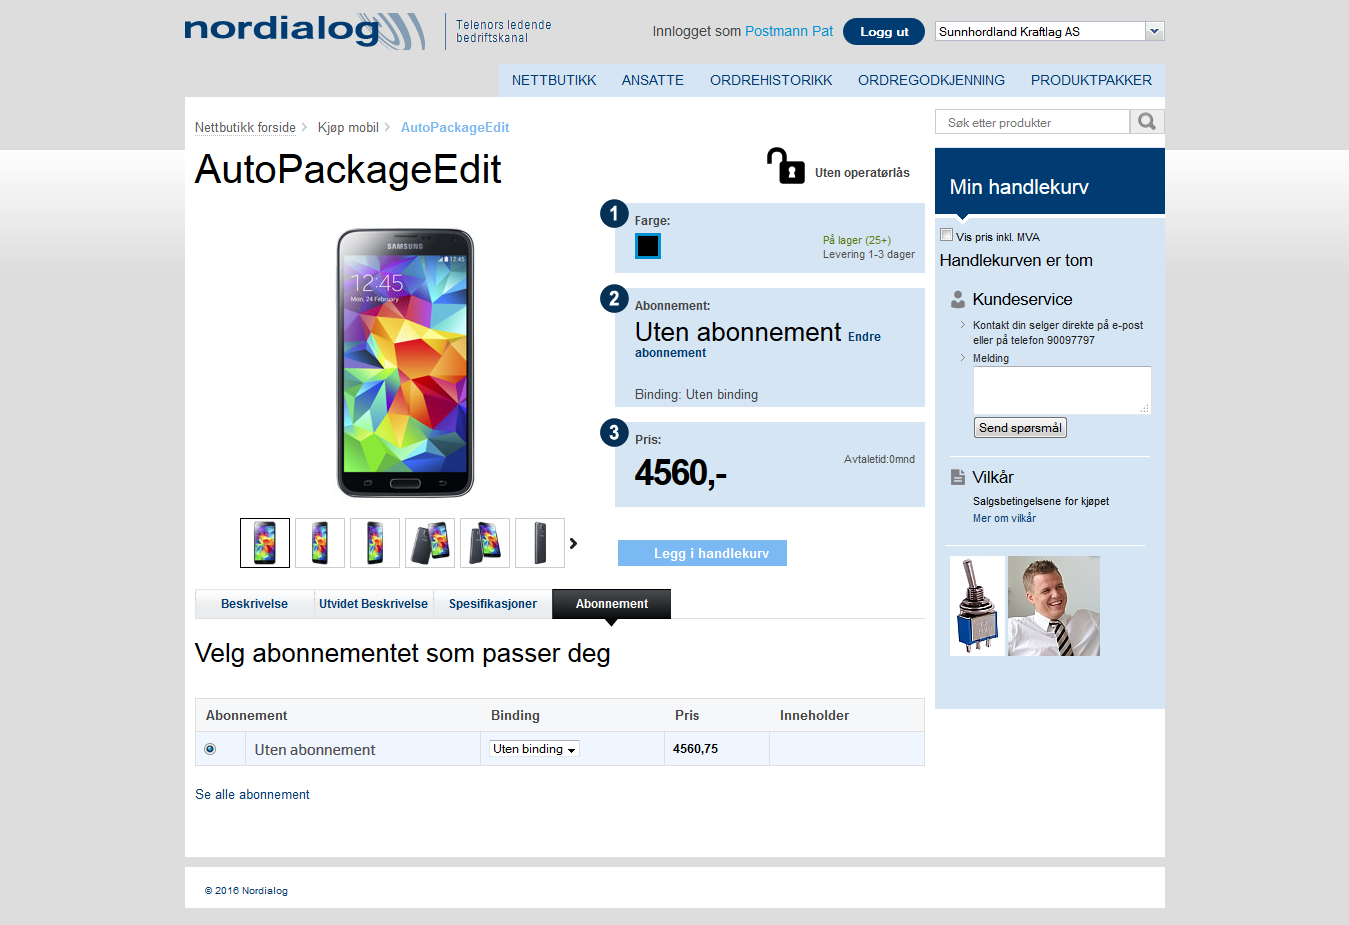 nordialog
Telenors ledende
bedriftskanal
Innlogget som Postmann Pat
Logg ut
Sunnhordland Kraftlag AS
NETTBUTIKK ANSATTE ORDREHISTORIKK ORDREGODKJENNING PRODUKTPAKKER
Nettbutikk forside Kjøp mobil AutoPackageEdit
Søk etter produkter
AutoPackageEdit
Uten operatørlås
SAMSUNG
12:45
12:45
Mon, 24 February
1
Farge:
På lager (25+)
Levering 1-3 dager
2
Abonnement:
Uten abonnement Endre
abonnement
Binding: Uten binding
3
Pris:
4560,-
Avtaletid:0mnd
Legg i handlekurv
Min handlekurv
Vis pris inkl. MVA
Handlekurven er tom
Kundeservice
Kontakt din selger direkte på e-post
eller på telefon 90097797
Melding
Send spørsmål
Vilkår
Salgsbetingelsene for kjøpet
Mer om vilkår
Beskrivelse Utvidet Beskrivelse Spesifikasjoner Abonnement
Velg abonnementet som passer deg
Abonnement Binding Pris Inneholder
Uten abonnement Uten binding 4560,75
Se alle abonnement
© 2016 Nordialog